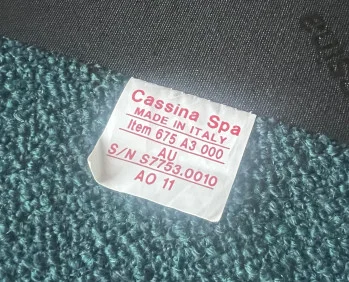 Cassina Spa
MADE IN ITALY
Item 675 A3 000
AU
S/N S7753.0010
AO 11